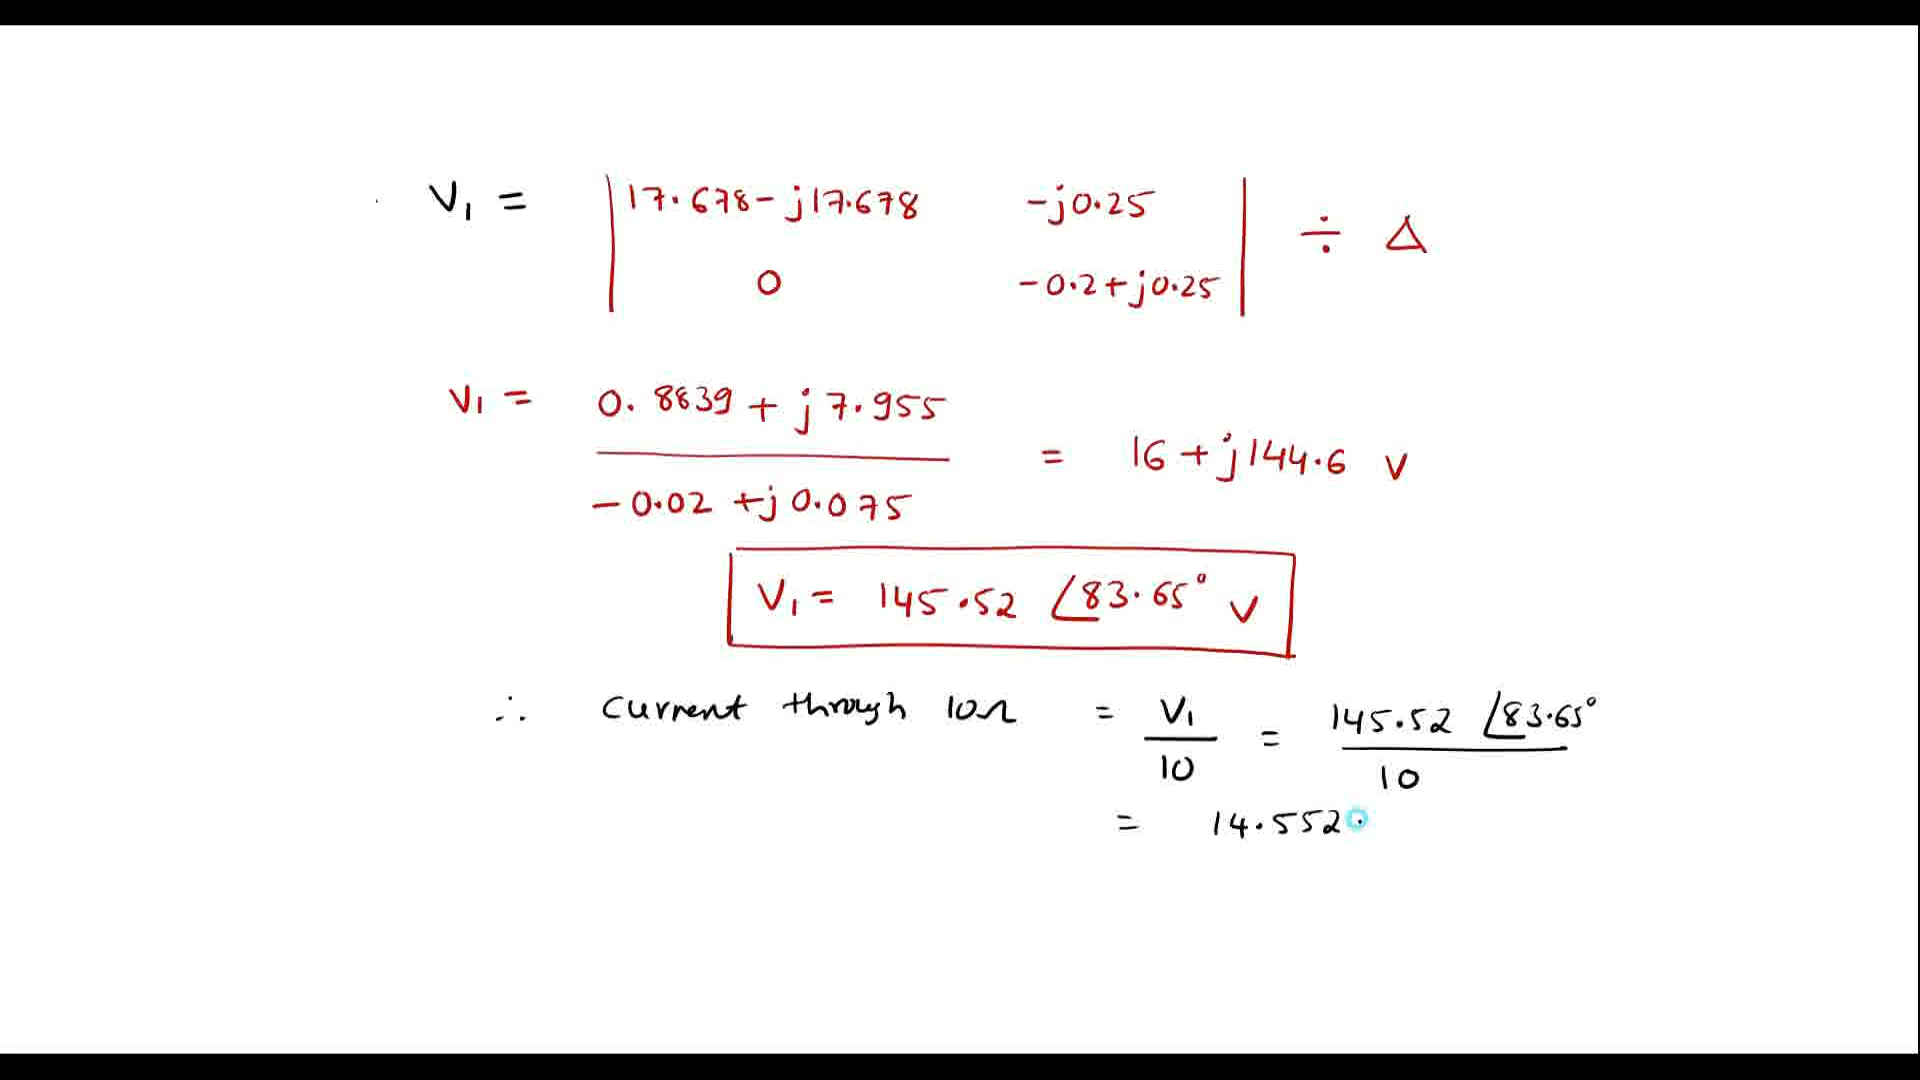 V₁ = | 17.678-j17.678 -j0.25 | ÷ Δ
| 0 -0.2+j0.25 |
V₁ = 0.8839 + j7.955 / -0.02 + j0.075 = 16 + j144.6 V
V₁ = 145.52 ∠83.65° V
∴ current through 10Ω = V₁ / 10 = 145.52 ∠83.65° / 10
= 14.552